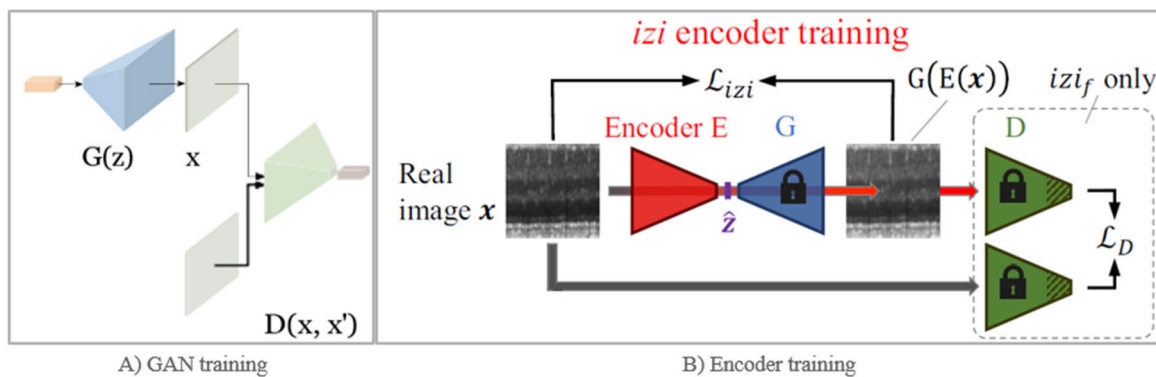 G(z)
x
D(x, x')
A) GAN training
izi encoder training
ℒ_izi
G(E(𝒙))
izi_f only
Encoder E
G
D
Real
image 𝒙
ẑ
ℒ_D
B) Encoder training